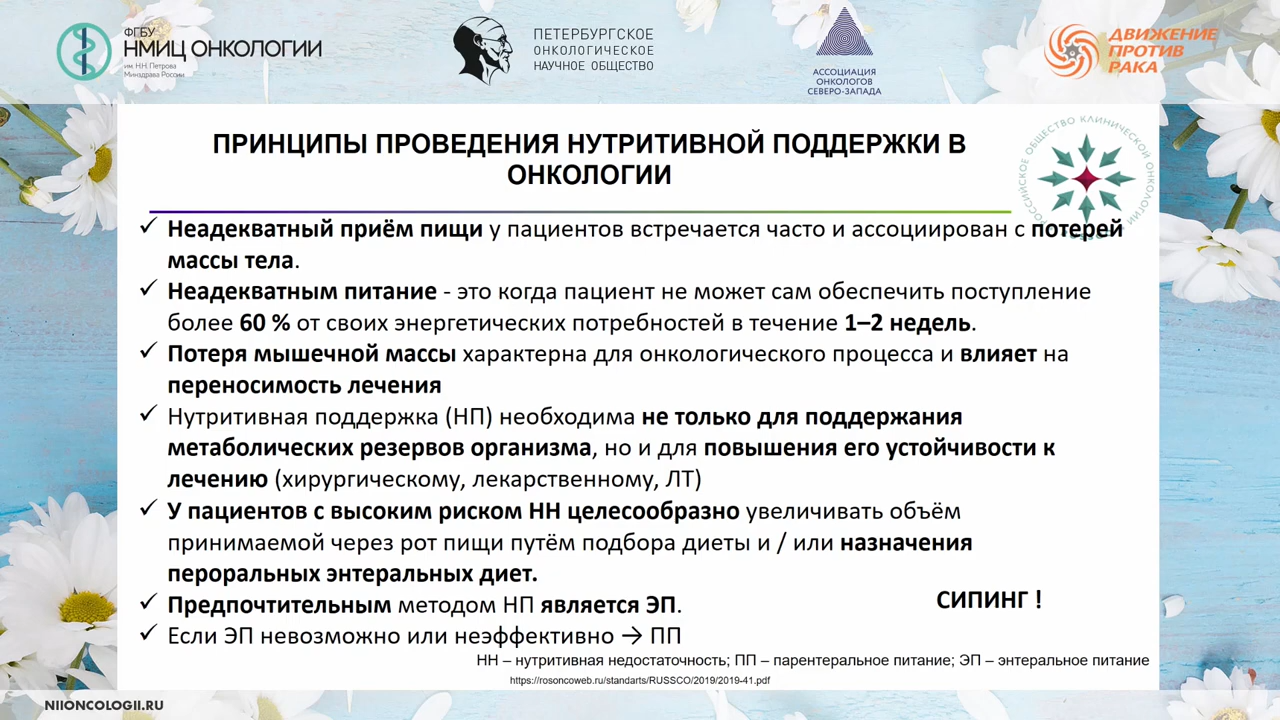 ФГБУ
НМИЦ ОНКОЛОГИИ
им. Н.Н. Петрова
Минздрава России
ПЕТЕРБУРГСКОЕ
ОНКОЛОГИЧЕСКОЕ
НАУЧНОЕ ОБЩЕСТВО
АССОЦИАЦИЯ
ОНКОЛОГОВ
СЕВЕРО-ЗАПАДА
ДВИЖЕНИЕ
ПРОТИВ
РАКА
РОССИЙСКОЕ ОБЩЕСТВО КЛИНИЧЕСКОЙ ОНКОЛОГИИ
ПРИНЦИПЫ ПРОВЕДЕНИЯ НУТРИТИВНОЙ ПОДДЕРЖКИ В
ОНКОЛОГИИ
✓ Неадекватный приём пищи у пациентов встречается часто и ассоциирован с потерей
массы тела.
✓ Неадекватным питание - это когда пациент не может сам обеспечить поступление
более 60 % от своих энергетических потребностей в течение 1–2 недель.
✓ Потеря мышечной массы характерна для онкологического процесса и влияет на
переносимость лечения
✓ Нутритивная поддержка (НП) необходима не только для поддержания
метаболических резервов организма, но и для повышения его устойчивости к
лечению (хирургическому, лекарственному, ЛТ)
✓ У пациентов с высоким риском НН целесообразно увеличивать объём
принимаемой через рот пищи путём подбора диеты и / или назначения
пероральных энтеральных диет.
✓ Предпочтительным методом НП является ЭП.
СИПИНГ !
✓ Если ЭП невозможно или неэффективно → ПП
НН – нутритивная недостаточность; ПП – парентеральное питание; ЭП – энтеральное питание
https://rosoncoweb.ru/standarts/RUSSCO/2019/2019-41.pdf
NIIONCOLOGII.RU